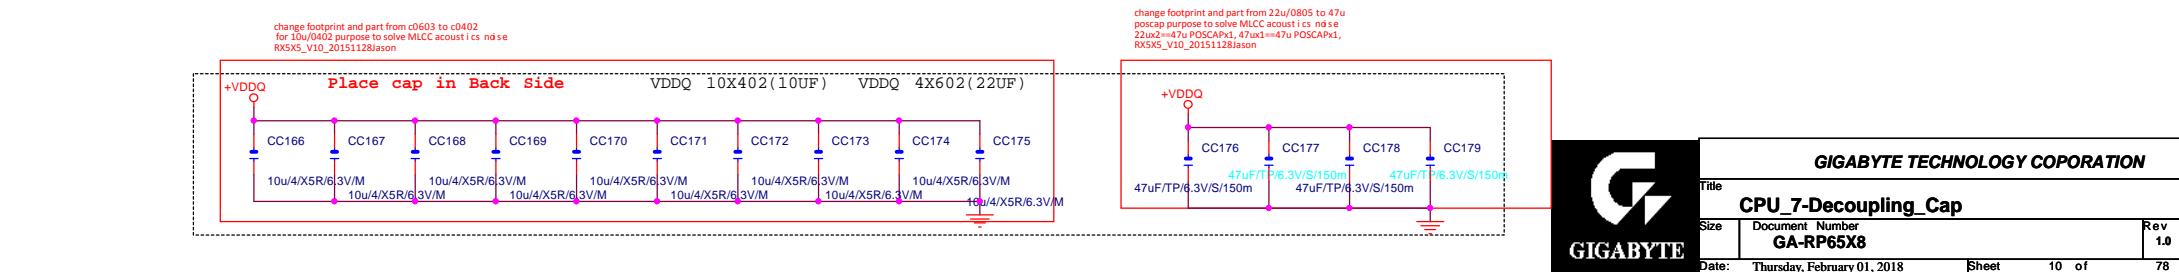 change footprint and part from c0603 to c0402
for 10u/0402 purpose to solve MLCC acoustics noise
RX5X5_V10_20151128Jason
change footprint and part from 22u/0805 to 47u
poscap purpose to solve MLCC acoustics noise
22ux2==47u POSCAPx1, 47ux1==47u POSCAPx1,
RX5X5_V10_20151128Jason
+VDDQ
Place cap in Back Side
VDDQ 10X402(10UF)
VDDQ 4X602(22UF)
CC166
CC167
CC168
CC169
CC170
CC171
CC172
CC173
CC174
CC175
10u/4/X5R/6.3V/M
10u/4/X5R/6.3V/M
10u/4/X5R/6.3V/M
10u/4/X5R/6.3V/M
10u/4/X5R/6.3V/M
10u/4/X5R/6.3V/M
10u/4/X5R/6.3V/M
10u/4/X5R/6.3V/M
10u/4/X5R/6.3V/M
10u/4/X5R/6.3V/M
+VDDQ
CC176
CC177
CC178
CC179
47uF/TP/6.3V/S/150m
47uF/TP/6.3V/S/150m
47uF/TP/6.3V/S/150m
47uF/TP/6.3V/S/150m
GIGABYTE
GIGABYTE TECHNOLOGY COPORATION
Title
CPU_7-Decoupling_Cap
Size
Document Number
Rev
GA-RP65X8
1.0
Date: Thursday, February 01, 2018
Sheet 10 of 78